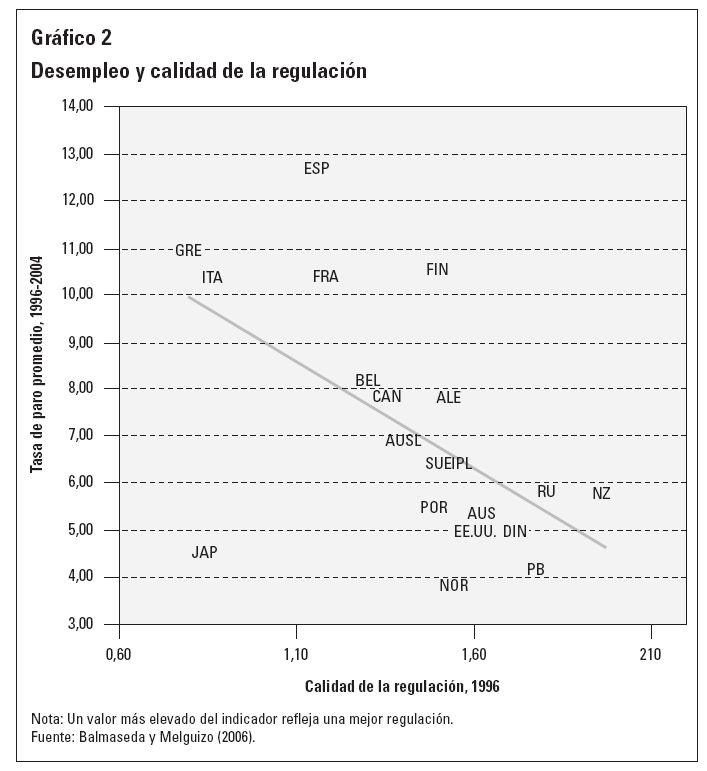 Gráfico 2
Desempleo y calidad de la regulación
14,00
13,00
ESP
12,00
11,00
GRE
ITA
FRA
FIN
10,00
9,00
8,00
BEL
CAN
ALE
7,00
AUSL
SUEIPL
6,00
RU
NZ
POR
AUS
5,00
EE.UU. DIN
JAP
4,00
PB
NOR
3,00
0,60
1,10
1,60
210
Tasa de paro promedio, 1996-2004
Calidad de la regulación, 1996
Nota: Un valor más elevado del indicador refleja una mejor regulación.
Fuente: Balmaseda y Melguizo (2006).